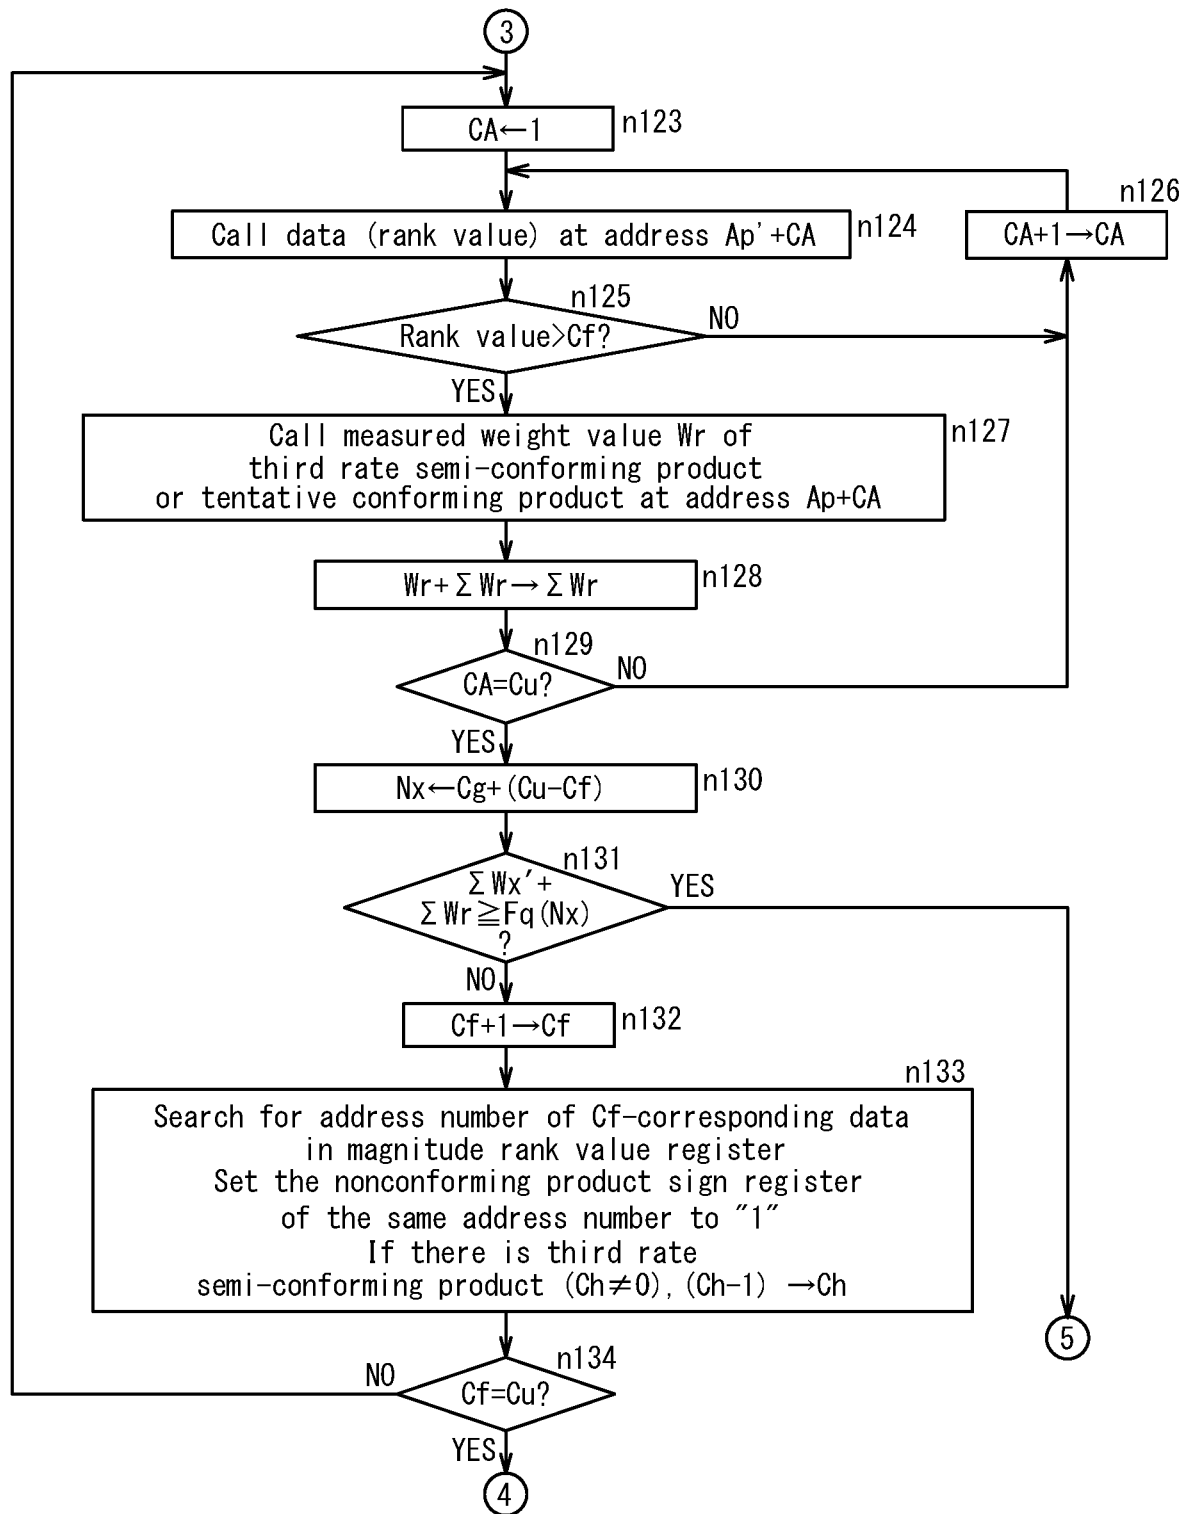 3
CA←1
n123
n126
Call data (rank value) at address Ap'+CA
n124
CA+1→CA
n125
Rank value>Cf?
NO
YES
Call measured weight value Wr of
third rate semi-conforming product
or tentative conforming product at address Ap+CA
n127
Wr+ΣWr→ΣWr
n128
n129
CA=Cu?
NO
YES
Nx←Cg+(Cu-Cf)
n130
n131
ΣWx′+
ΣWr≧Fq(Nx)
?
YES
NO
Cf+1→Cf
n132
n133
Search for address number of Cf-corresponding data
in magnitude rank value register
Set the nonconforming product sign register
of the same address number to "1"
If there is third rate
semi-conforming product (Ch≠0), (Ch-1) →Ch
5
n134
NO
Cf=Cu?
YES
4